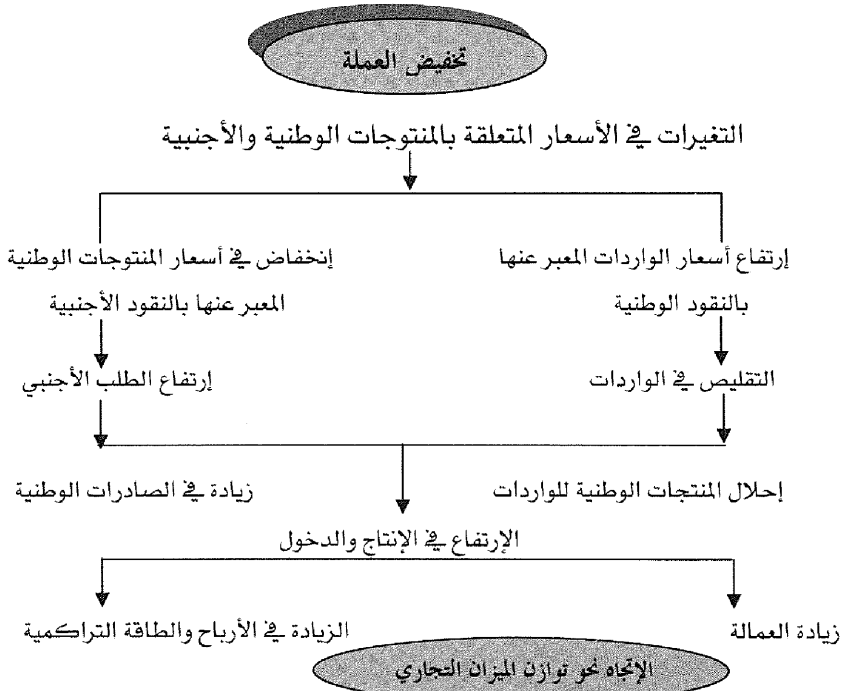 تخفيض العملة
التغيرات في الأسعار المتعلقة بالمنتوجات الوطنية والأجنبية
إرتفاع أسعار الواردات المعبر عنها
بالنقود الوطنية
إنخفاض في أسعار المنتوجات الوطنية
المعبر عنها بالنقود الأجنبية
التقليص في الواردات
إرتفاع الطلب الأجنبي
إحلال المنتجات الوطنية للواردات
زيادة في الصادرات الوطنية
الإرتفاع في الإنتاج والدخول
زيادة العمالة
الزيادة في الأرباح والطاقة التراكمية
الإتجاه نحو توازن الميزان التجاري